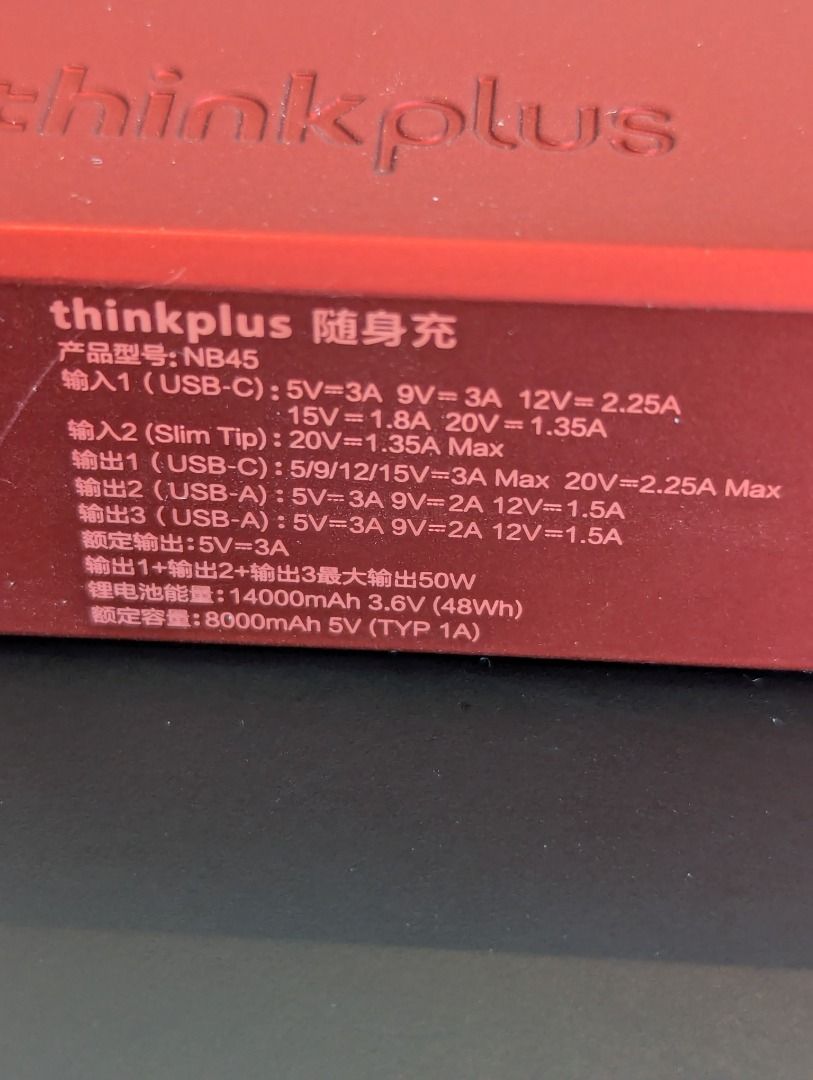 thinkplus
thinkplus 随身充
产品型号: NB45
输入1 (USB-C) : 5V⎓3A 9V⎓3A 12V⎓2.25A
15V⎓1.8A 20V⎓1.35A
输入2 (Slim Tip) : 20V⎓1.35A Max
输出1 (USB-C) : 5/9/12/15V⎓3A Max 20V⎓2.25A Max
输出2 (USB-A) : 5V⎓3A 9V⎓2A 12V⎓1.5A
输出3 (USB-A) : 5V⎓3A 9V⎓2A 12V⎓1.5A
额定输出:5V⎓3A
输出1+输出2+输出3最大输出50W
锂电池能量: 14000mAh 3.6V (48Wh)
额定容量: 8000mAh 5V (TYP 1A)